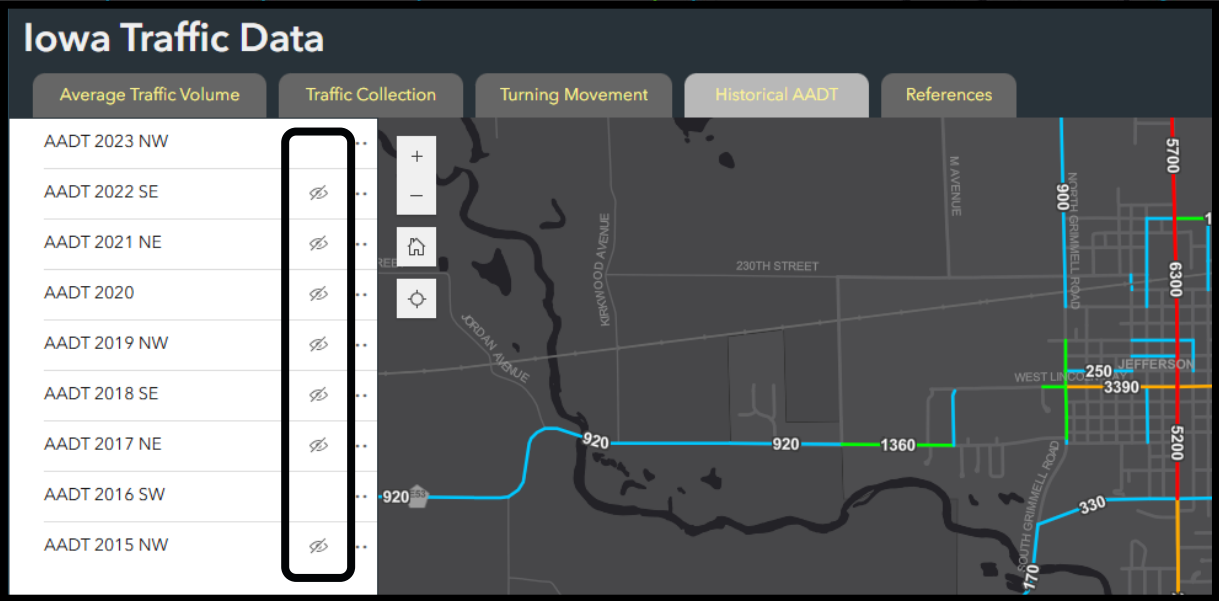 Iowa Traffic Data
Average Traffic Volume
Traffic Collection
Turning Movement
Historical AADT
References
AADT 2023 NW
AADT 2022 SE
AADT 2021 NE
AADT 2020
AADT 2019 NW
AADT 2018 SE
AADT 2017 NE
AADT 2016 SW
AADT 2015 NW
+
−
M AVENUE
900
NORTH GRIMMELL ROAD
5700
KIRKWOOD AVENUE
230TH STREET
6300
JORDAN AVENUE
JEFFERSON
250
WEST LINCOLN WAY
3390
920
920
1360
5200
920
SOUTH GRIMMELL ROAD
330
170